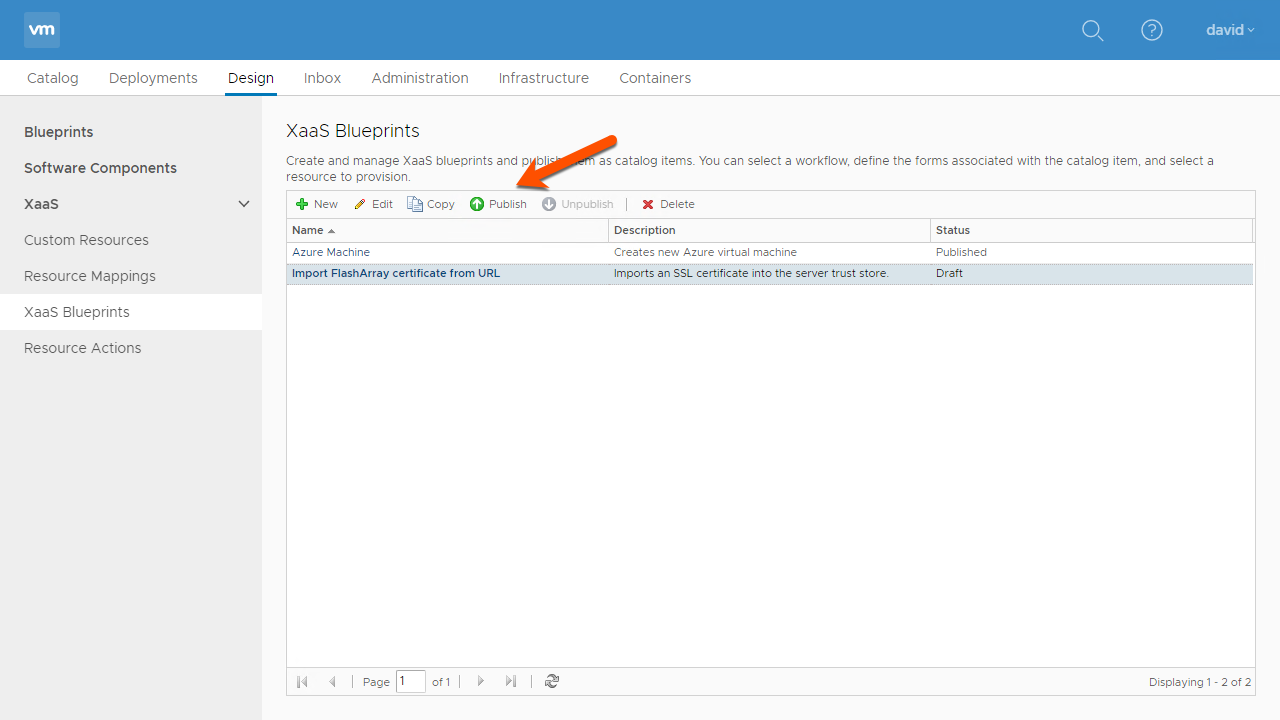 vm
david
Catalog Deployments Design Inbox Administration Infrastructure Containers
Blueprints
Software Components
XaaS
Custom Resources
Resource Mappings
XaaS Blueprints
Resource Actions
XaaS Blueprints
Create and manage XaaS blueprints and publish as catalog items. You can select a workflow, define the forms associated with the catalog item, and select a
resource to provision.
New Edit Copy Publish Unpublish | Delete
Name Description Status
Azure Machine Creates new Azure virtual machine Published
Import FlashArray certificate from URL Imports an SSL certificate into the server trust store. Draft
Page 1 of 1 Displaying 1 - 2 of 2